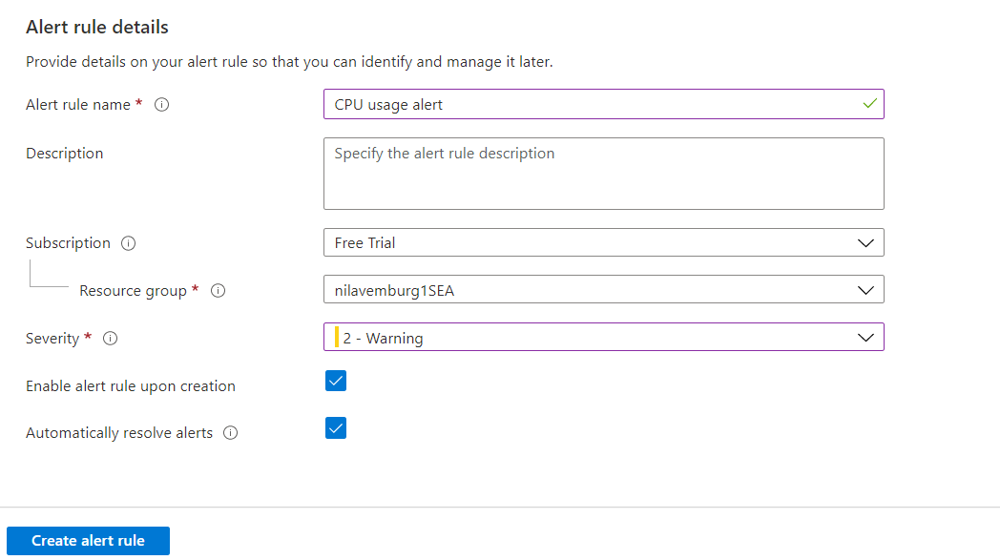 Alert rule details
Provide details on your alert rule so that you can identify and manage it later.
Alert rule name * CPU usage alert
Description Specify the alert rule description
Subscription Free Trial
Resource group * nilavemburg1SEA
Severity * 2 - Warning
Enable alert rule upon creation
Automatically resolve alerts
Create alert rule